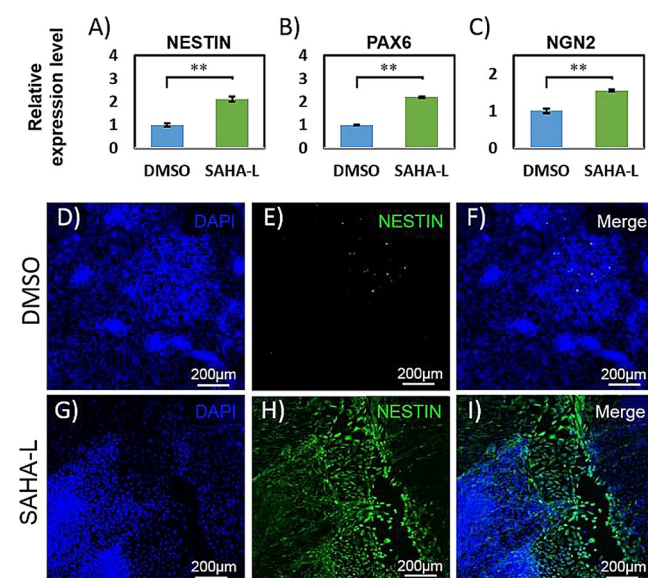 A) NESTIN
B) PAX6
C) NGN2
Relative
expression level
4
3
2
1
0
**
DMSO SAHA-L
4
3
2
1
0
**
DMSO SAHA-L
2
1
0
**
DMSO SAHA-L
DMSO
D) DAPI
200μm
E) NESTIN
200μm
F) Merge
200μm
SAHA-L
G) DAPI
200μm
H) NESTIN
200μm
I) Merge
200μm